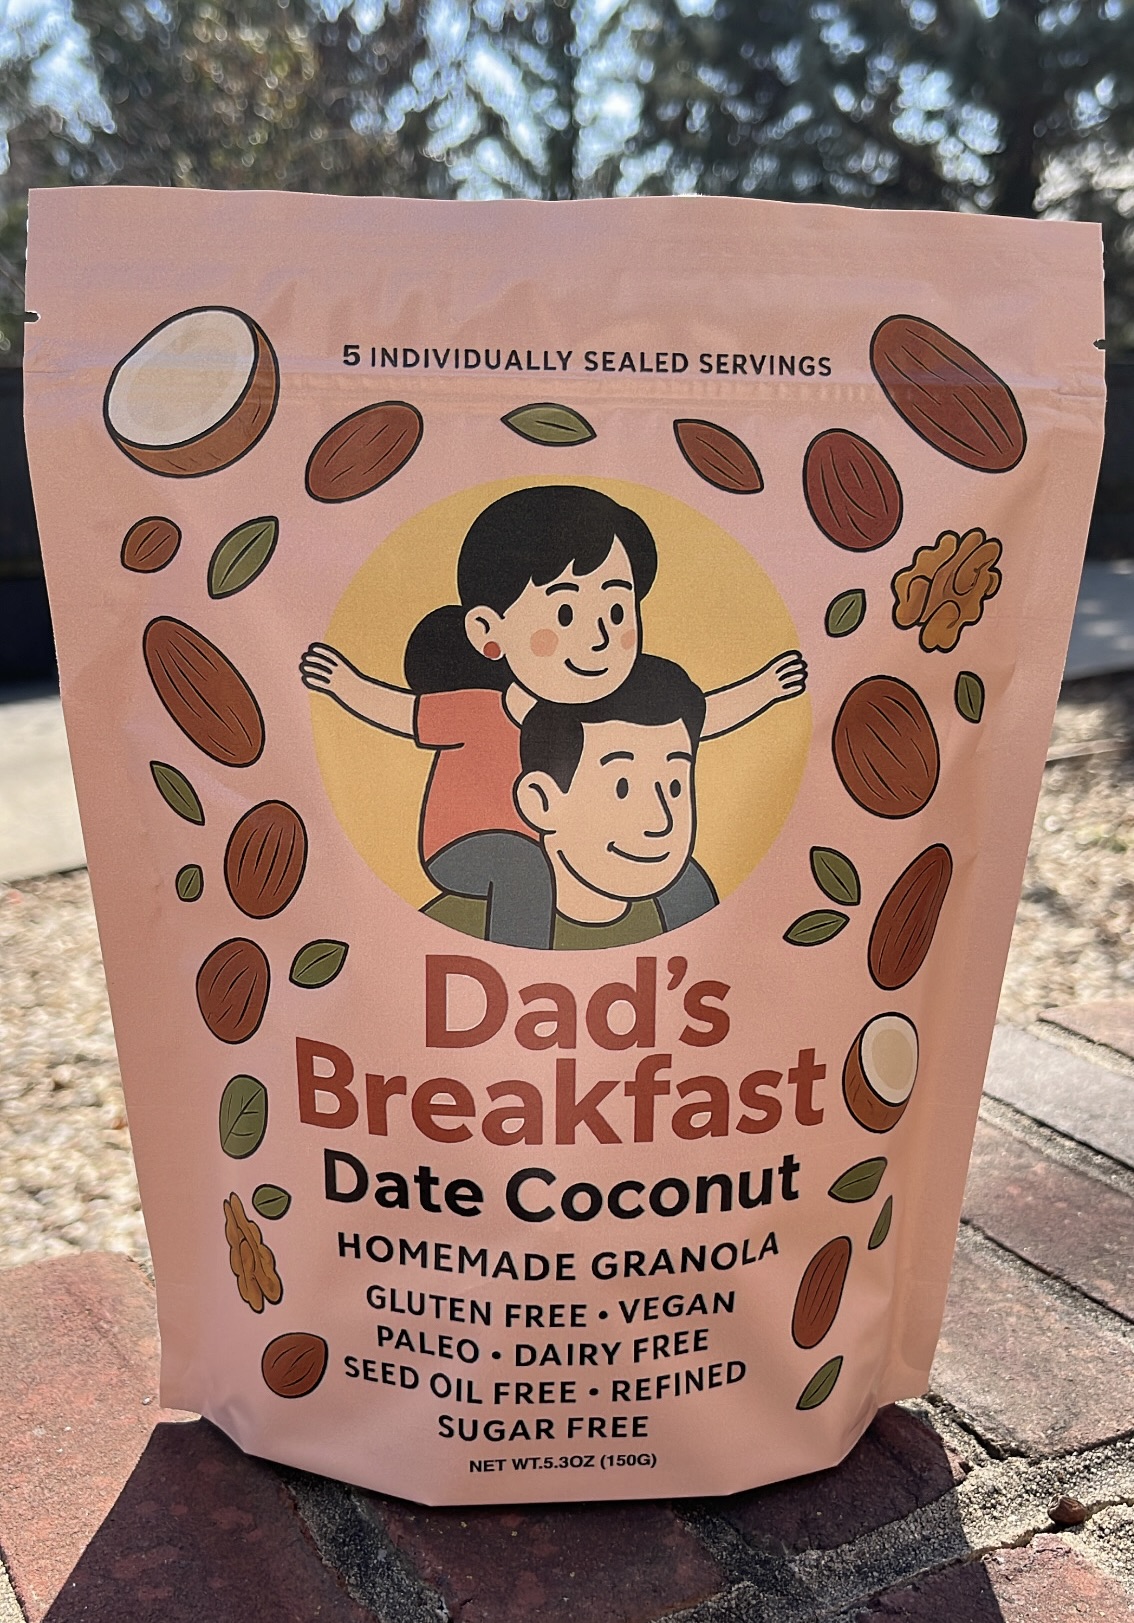 5 INDIVIDUALLY SEALED SERVINGS
Dad's
Breakfast
Date Coconut
HOMEMADE GRANOLA
GLUTEN FREE • VEGAN
PALEO • DAIRY FREE
SEED OIL FREE • REFINED
SUGAR FREE
NET WT.5.3OZ (150G)